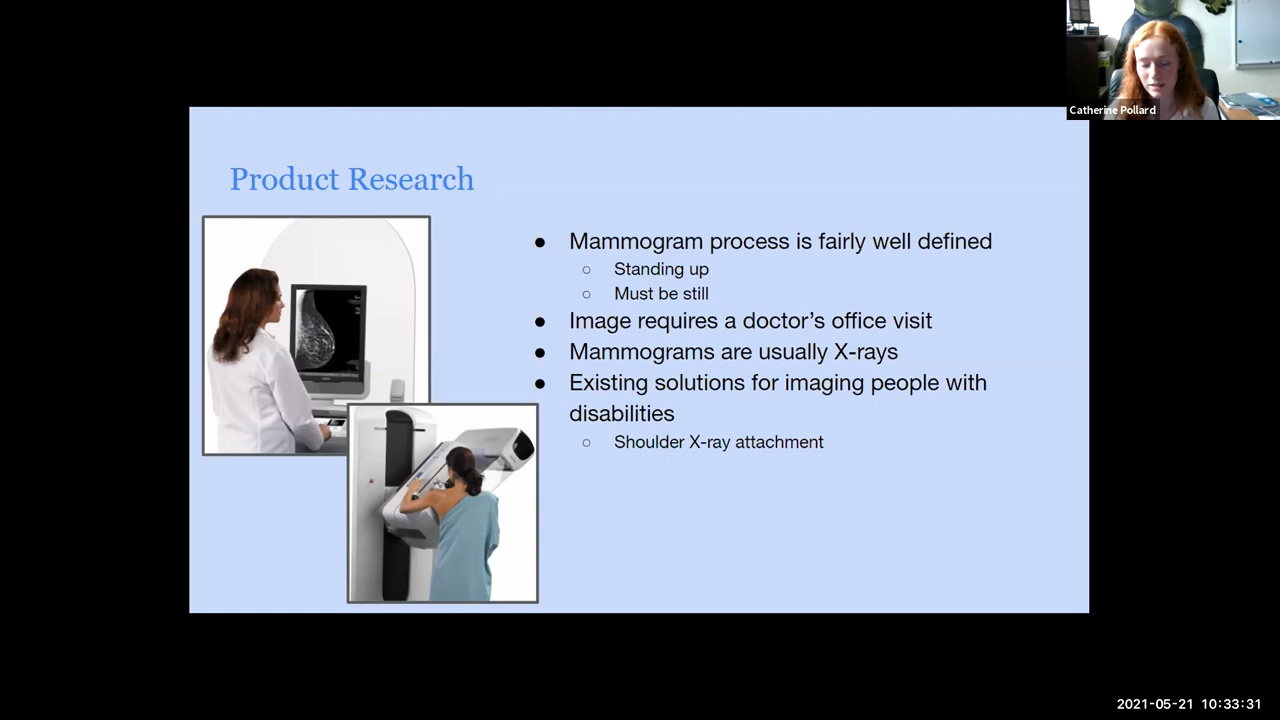 Catherine Pollard
Product Research
● Mammogram process is fairly well defined
○ Standing up
○ Must be still
● Image requires a doctor’s office visit
● Mammograms are usually X-rays
● Existing solutions for imaging people with
disabilities
○ Shoulder X-ray attachment
2021-05-21 10:33:31